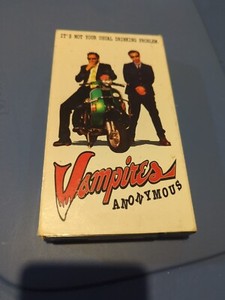 IT'S NOT YOUR USUAL DRINKING PROBLEM
Vampires
ANONYMOUS